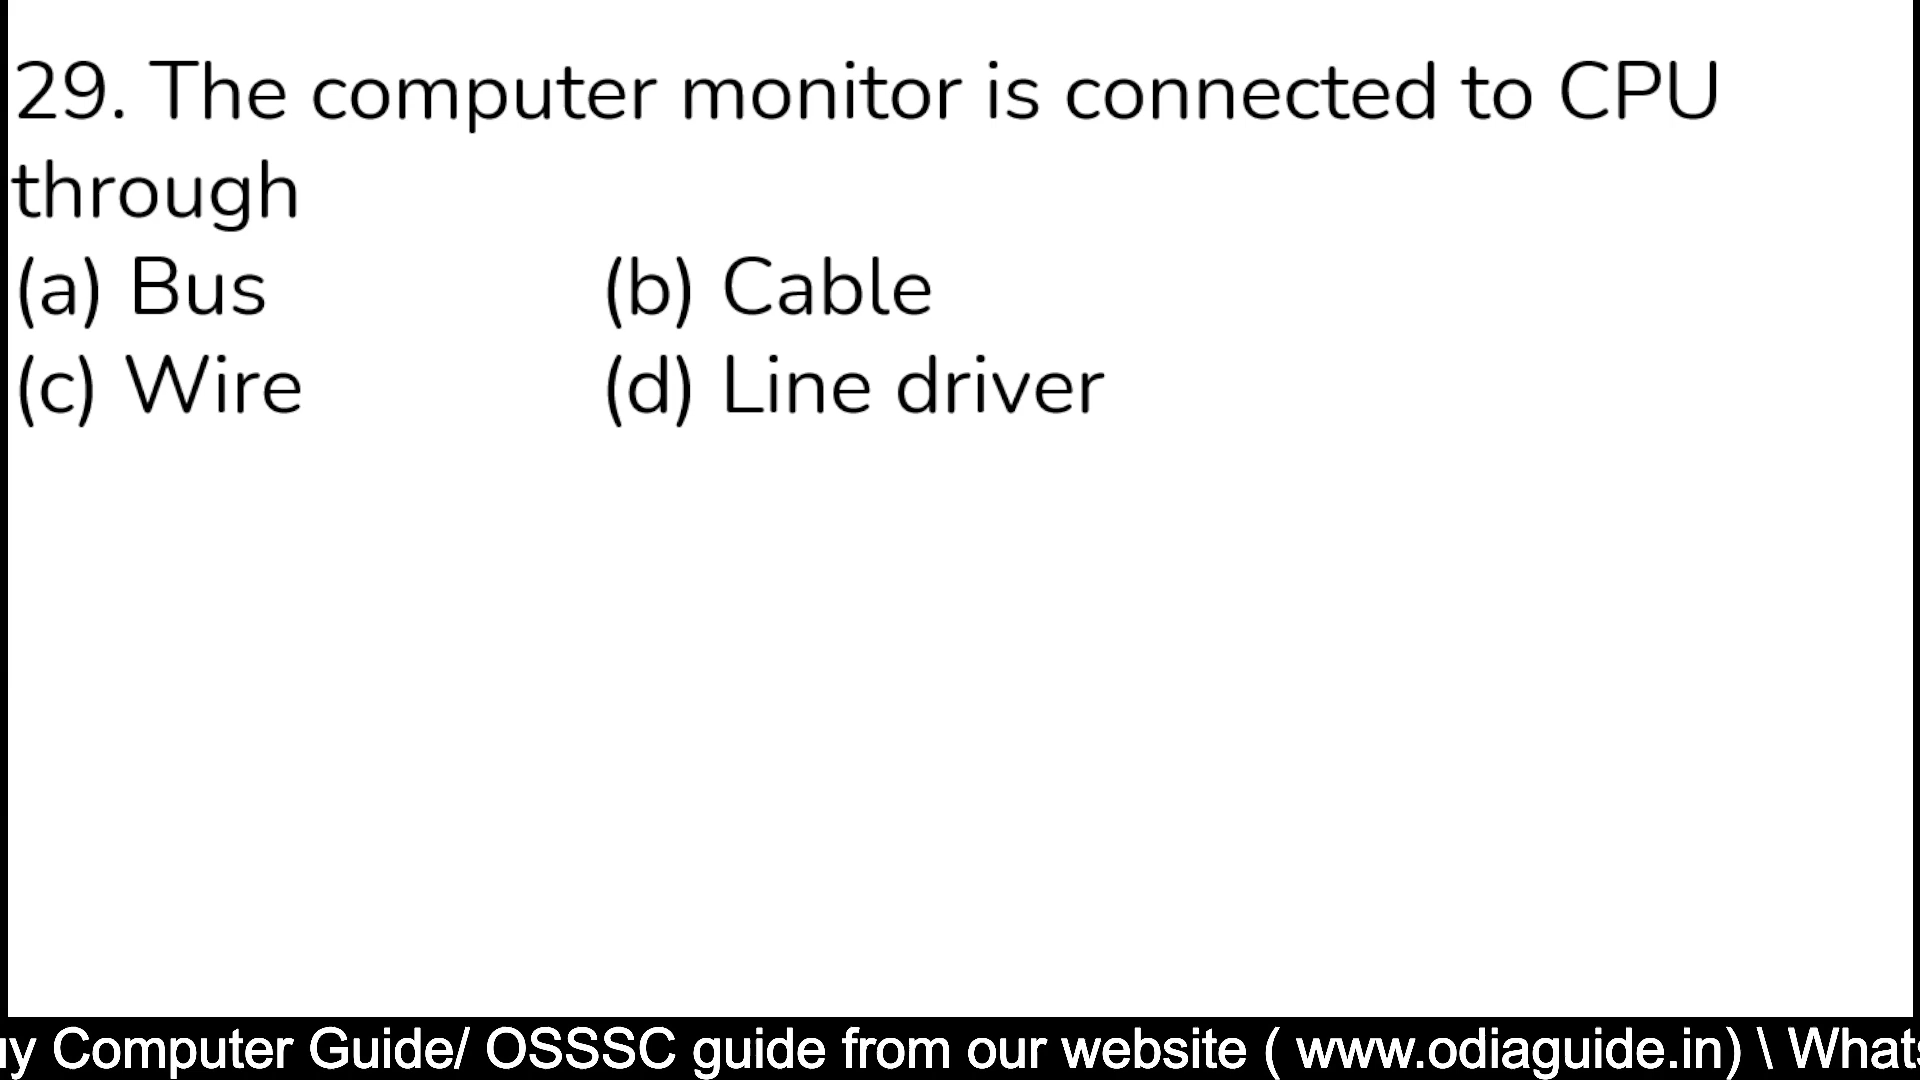 29. The computer monitor is connected to CPU
through
(a) Bus (b) Cable
(c) Wire (d) Line driver
Computer Guide/ OSSSC guide from our website ( www.odiaguide.in) \